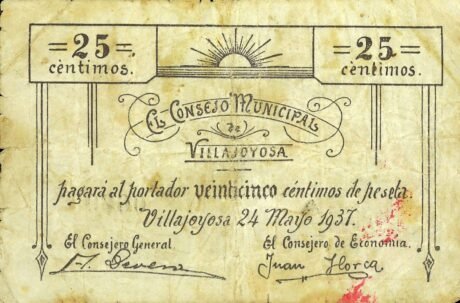 =25= =25=
céntimos. céntimos.
EL CONSEJO MUNICIPAL
de
VILLAJOYOSA
pagará al portador veinticinco céntimos de peseta.
Villajoyosa 24 Mayo 1937.
El Consejero General El Consejero de Economía.
Juan Llorca